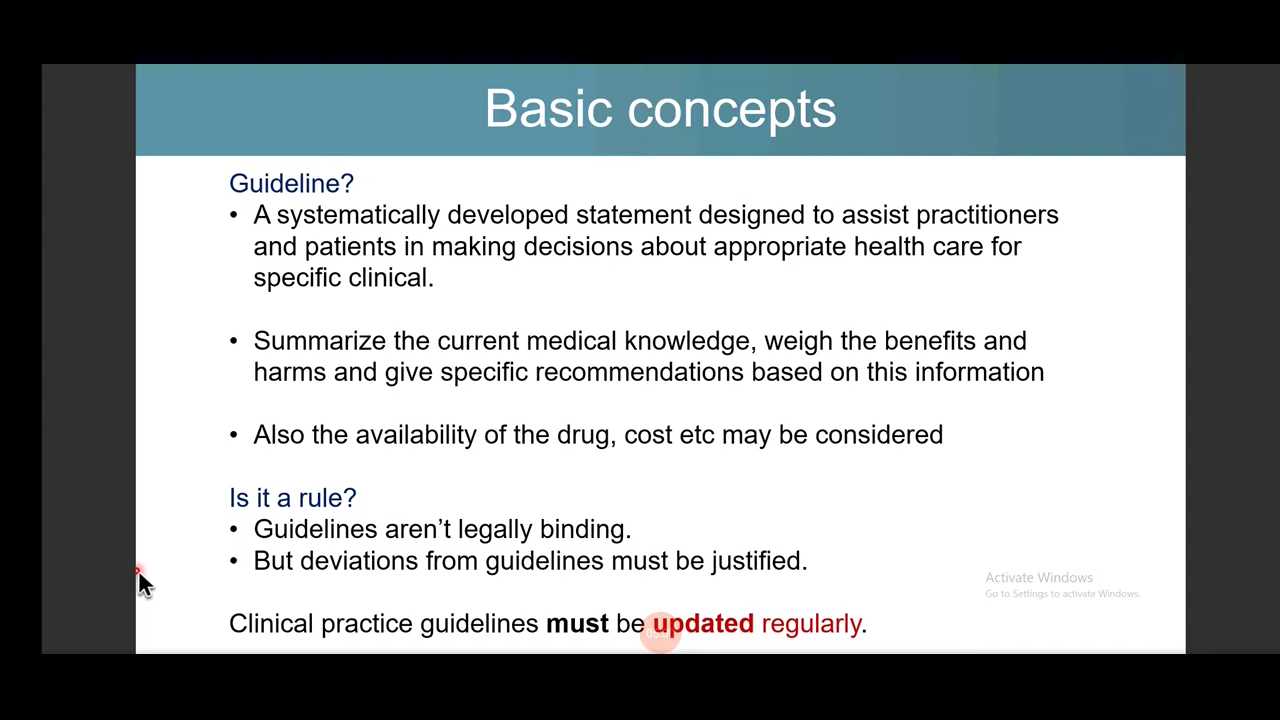 Basic concepts
Guideline?
• A systematically developed statement designed to assist practitioners
and patients in making decisions about appropriate health care for
specific clinical.
• Summarize the current medical knowledge, weigh the benefits and
harms and give specific recommendations based on this information
• Also the availability of the drug, cost etc may be considered
Is it a rule?
• Guidelines aren’t legally binding.
• But deviations from guidelines must be justified.
Activate Windows
Go to Settings to activate Windows.
Clinical practice guidelines must be updated regularly.